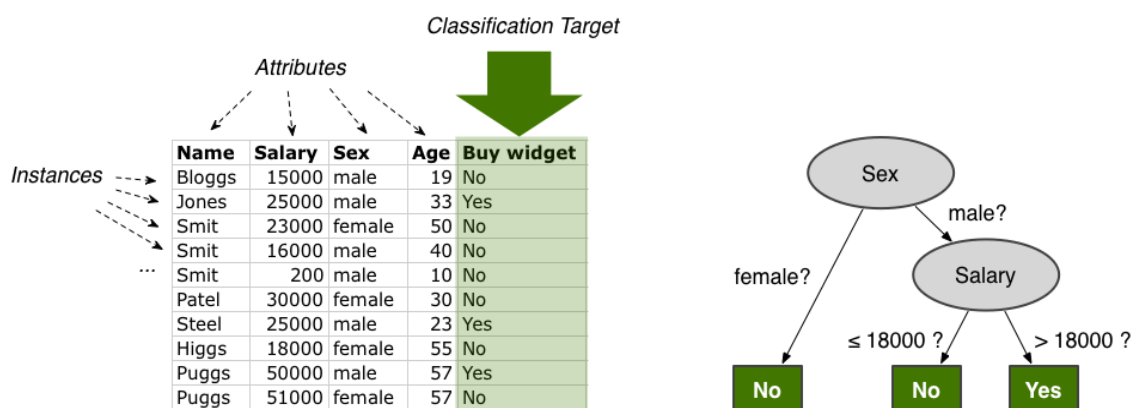 Classification Target
Attributes
Instances
...
Name Salary Sex Age Buy widget
Bloggs 15000 male 19 No
Jones 25000 male 33 Yes
Smit 23000 female 50 No
Smit 16000 male 40 No
Smit 200 male 10 No
Patel 30000 female 30 No
Steel 25000 male 23 Yes
Higgs 18000 female 55 No
Puggs 50000 male 57 Yes
Puggs 51000 female 57 No
Sex
male?
female?
Salary
≤ 18000 ?
> 18000 ?
No
No
Yes